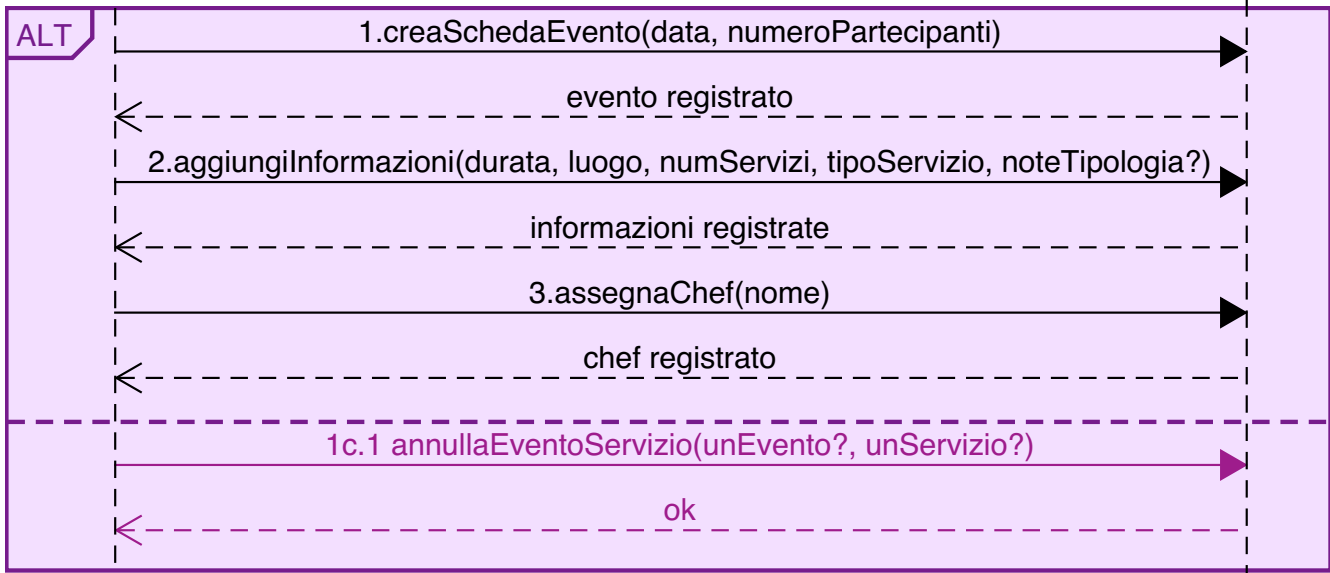 ALT
1.creaSchedaEvento(data, numeroPartecipanti)
evento registrato
2.aggiungiInformazioni(durata, luogo, numServizi, tipoServizio, noteTipologia?)
informazioni registrate
3.assegnaChef(nome)
chef registrato
1c.1 annullaEventoServizio(unEvento?, unServizio?)
ok